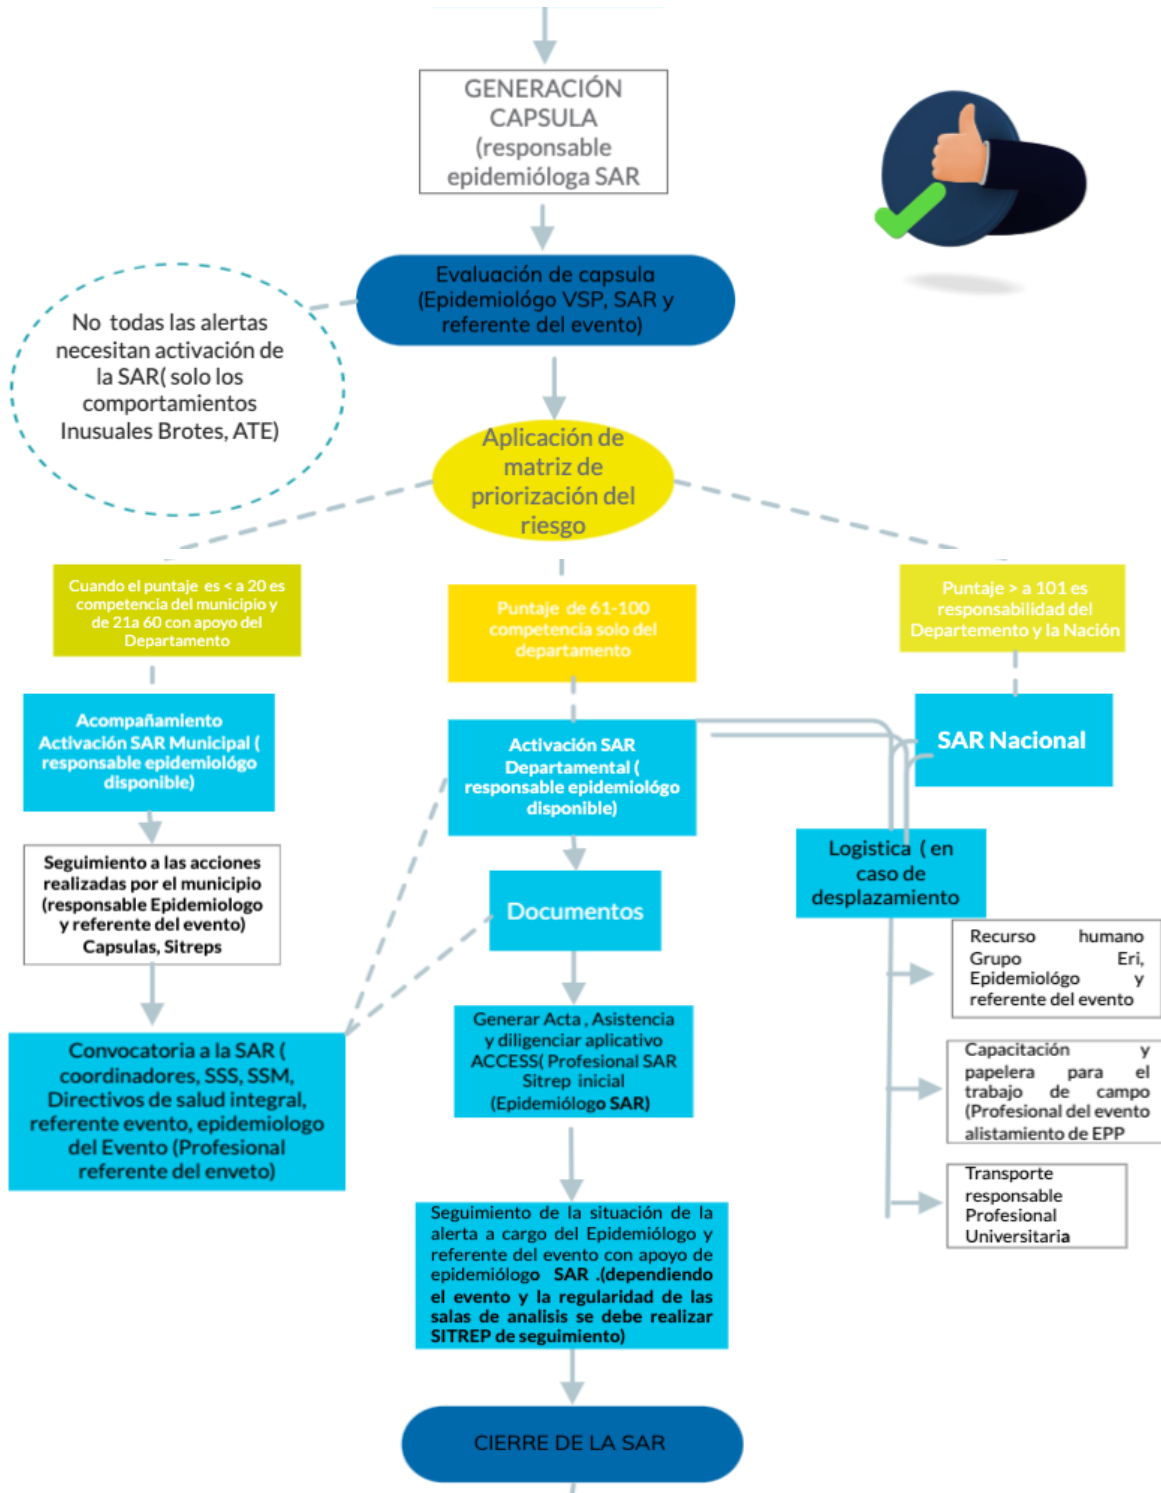 GENERACIÓN
CAPSULA
(responsable
epidemióloga SAR
Evaluación de capsula
(Epidemiológo VSP, SAR y
referente del evento)
No todas las alertas
necesitan activación de
la SAR( solo los
comportamientos
Inusuales Brotes, ATE)
Aplicación de
matriz de
priorización del
riesgo
Cuando el puntaje es < a 20 es
competencia del municipio y
de 21a 60 con apoyo del
Departamento
Puntaje de 61-100
competencia solo del
departamento
Puntaje > a 101 es
responsabilidad del
Departemento y la Nación
Acompañamiento
Activación SAR Municipal (
responsable epidemiológo
disponible)
Activación SAR
Departamental (
responsable epidemiológo
disponible)
SAR Nacional
Seguimiento a las acciones
realizadas por el municipio
(responsable Epidemiologo
y referente del evento)
Capsulas, Sitreps
Documentos
Logistica ( en
caso de
desplazamiento
Recurso humano
Grupo Eri,
Epidemiológo y
referente del evento
Convocatoria a la SAR (
coordinadores, SSS, SSM,
Directivos de salud integral,
referente evento, epidemiologo
del Evento (Profesional
referente del enveto)
Generar Acta , Asistencia
y diligenciar aplicativo
ACCESS( Profesional SAR
Sitrep inicial
(Epidemiólogo SAR)
Capacitación y
papelera para el
trabajo de campo
(Profesional del evento
alistamiento de EPP
Transporte
responsable
Profesional
Universitaria
Seguimiento de la situación de la
alerta a cargo del Epidemiólogo y
referente del evento con apoyo de
epidemiólogo SAR .(dependiendo
el evento y la regularidad de las
salas de analisis se debe realizar
SITREP de seguimiento)
CIERRE DE LA SAR